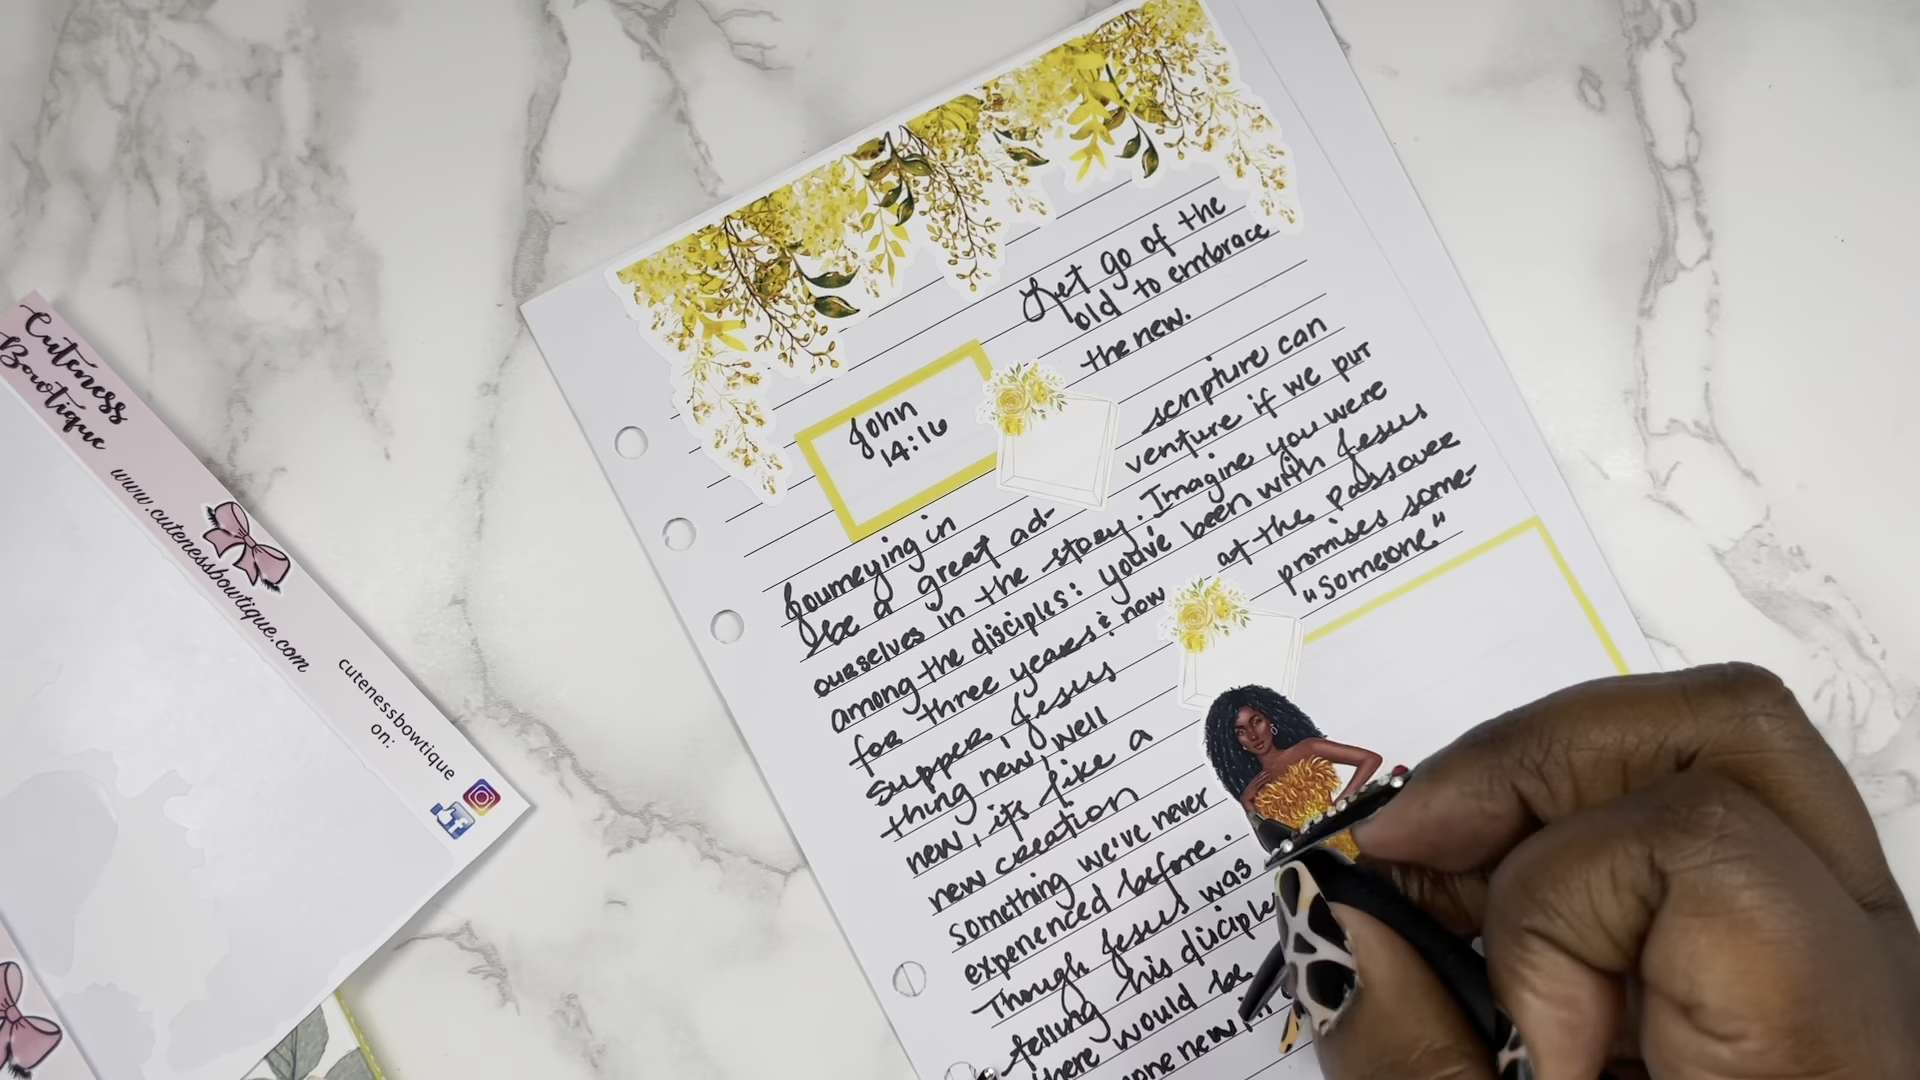 Cuteness
Bowtique
www.cutenessbowtique.com
cutenessbowtique
on:
Let go of the
old to embrace
the new.
John
14:16
Journeying in scripture can
be a great ad- venture if we put
ourselves in the story. Imagine you were
among the disciples: you've been with Jesus
for three years & now at the Passover
supper, Jesus promises some-
thing new, well "someone."
new, it's like a
new creation
something we've never
experienced before.
Though Jesus was
telling his disciples
there would be